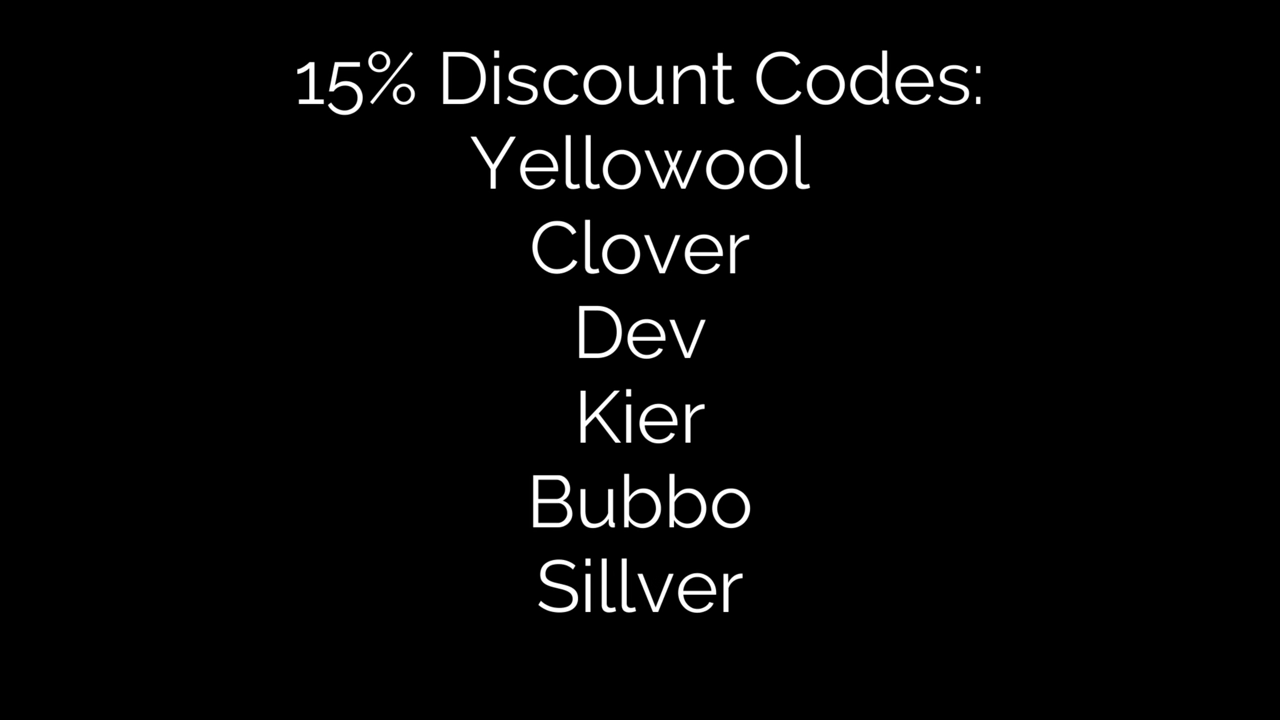 15% Discount Codes:
Yellowool
Clover
Dev
Kier
Bubbo
Sillver